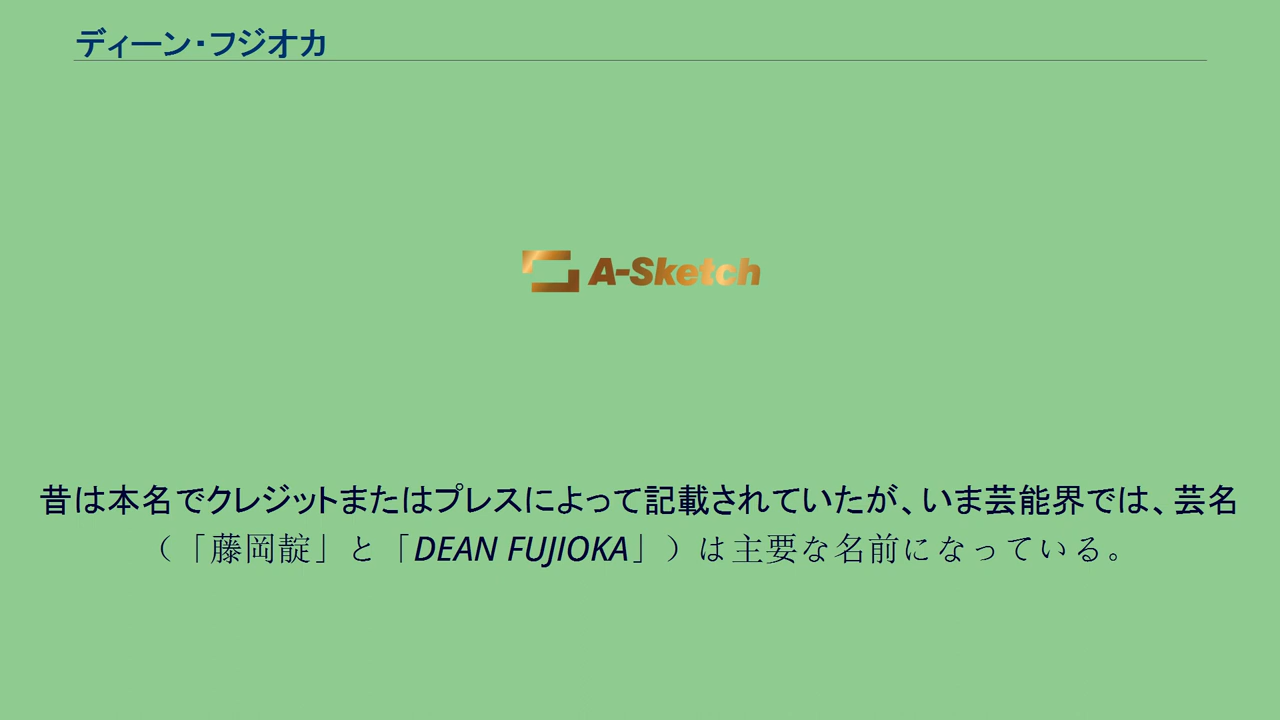 ディーン・フジオカ
A-Sketch
昔は本名でクレジットまたはプレスによって記載されていたが、いま芸能界では、芸名
（「藤岡靛」と「DEAN FUJIOKA」）は主要な名前になっている。